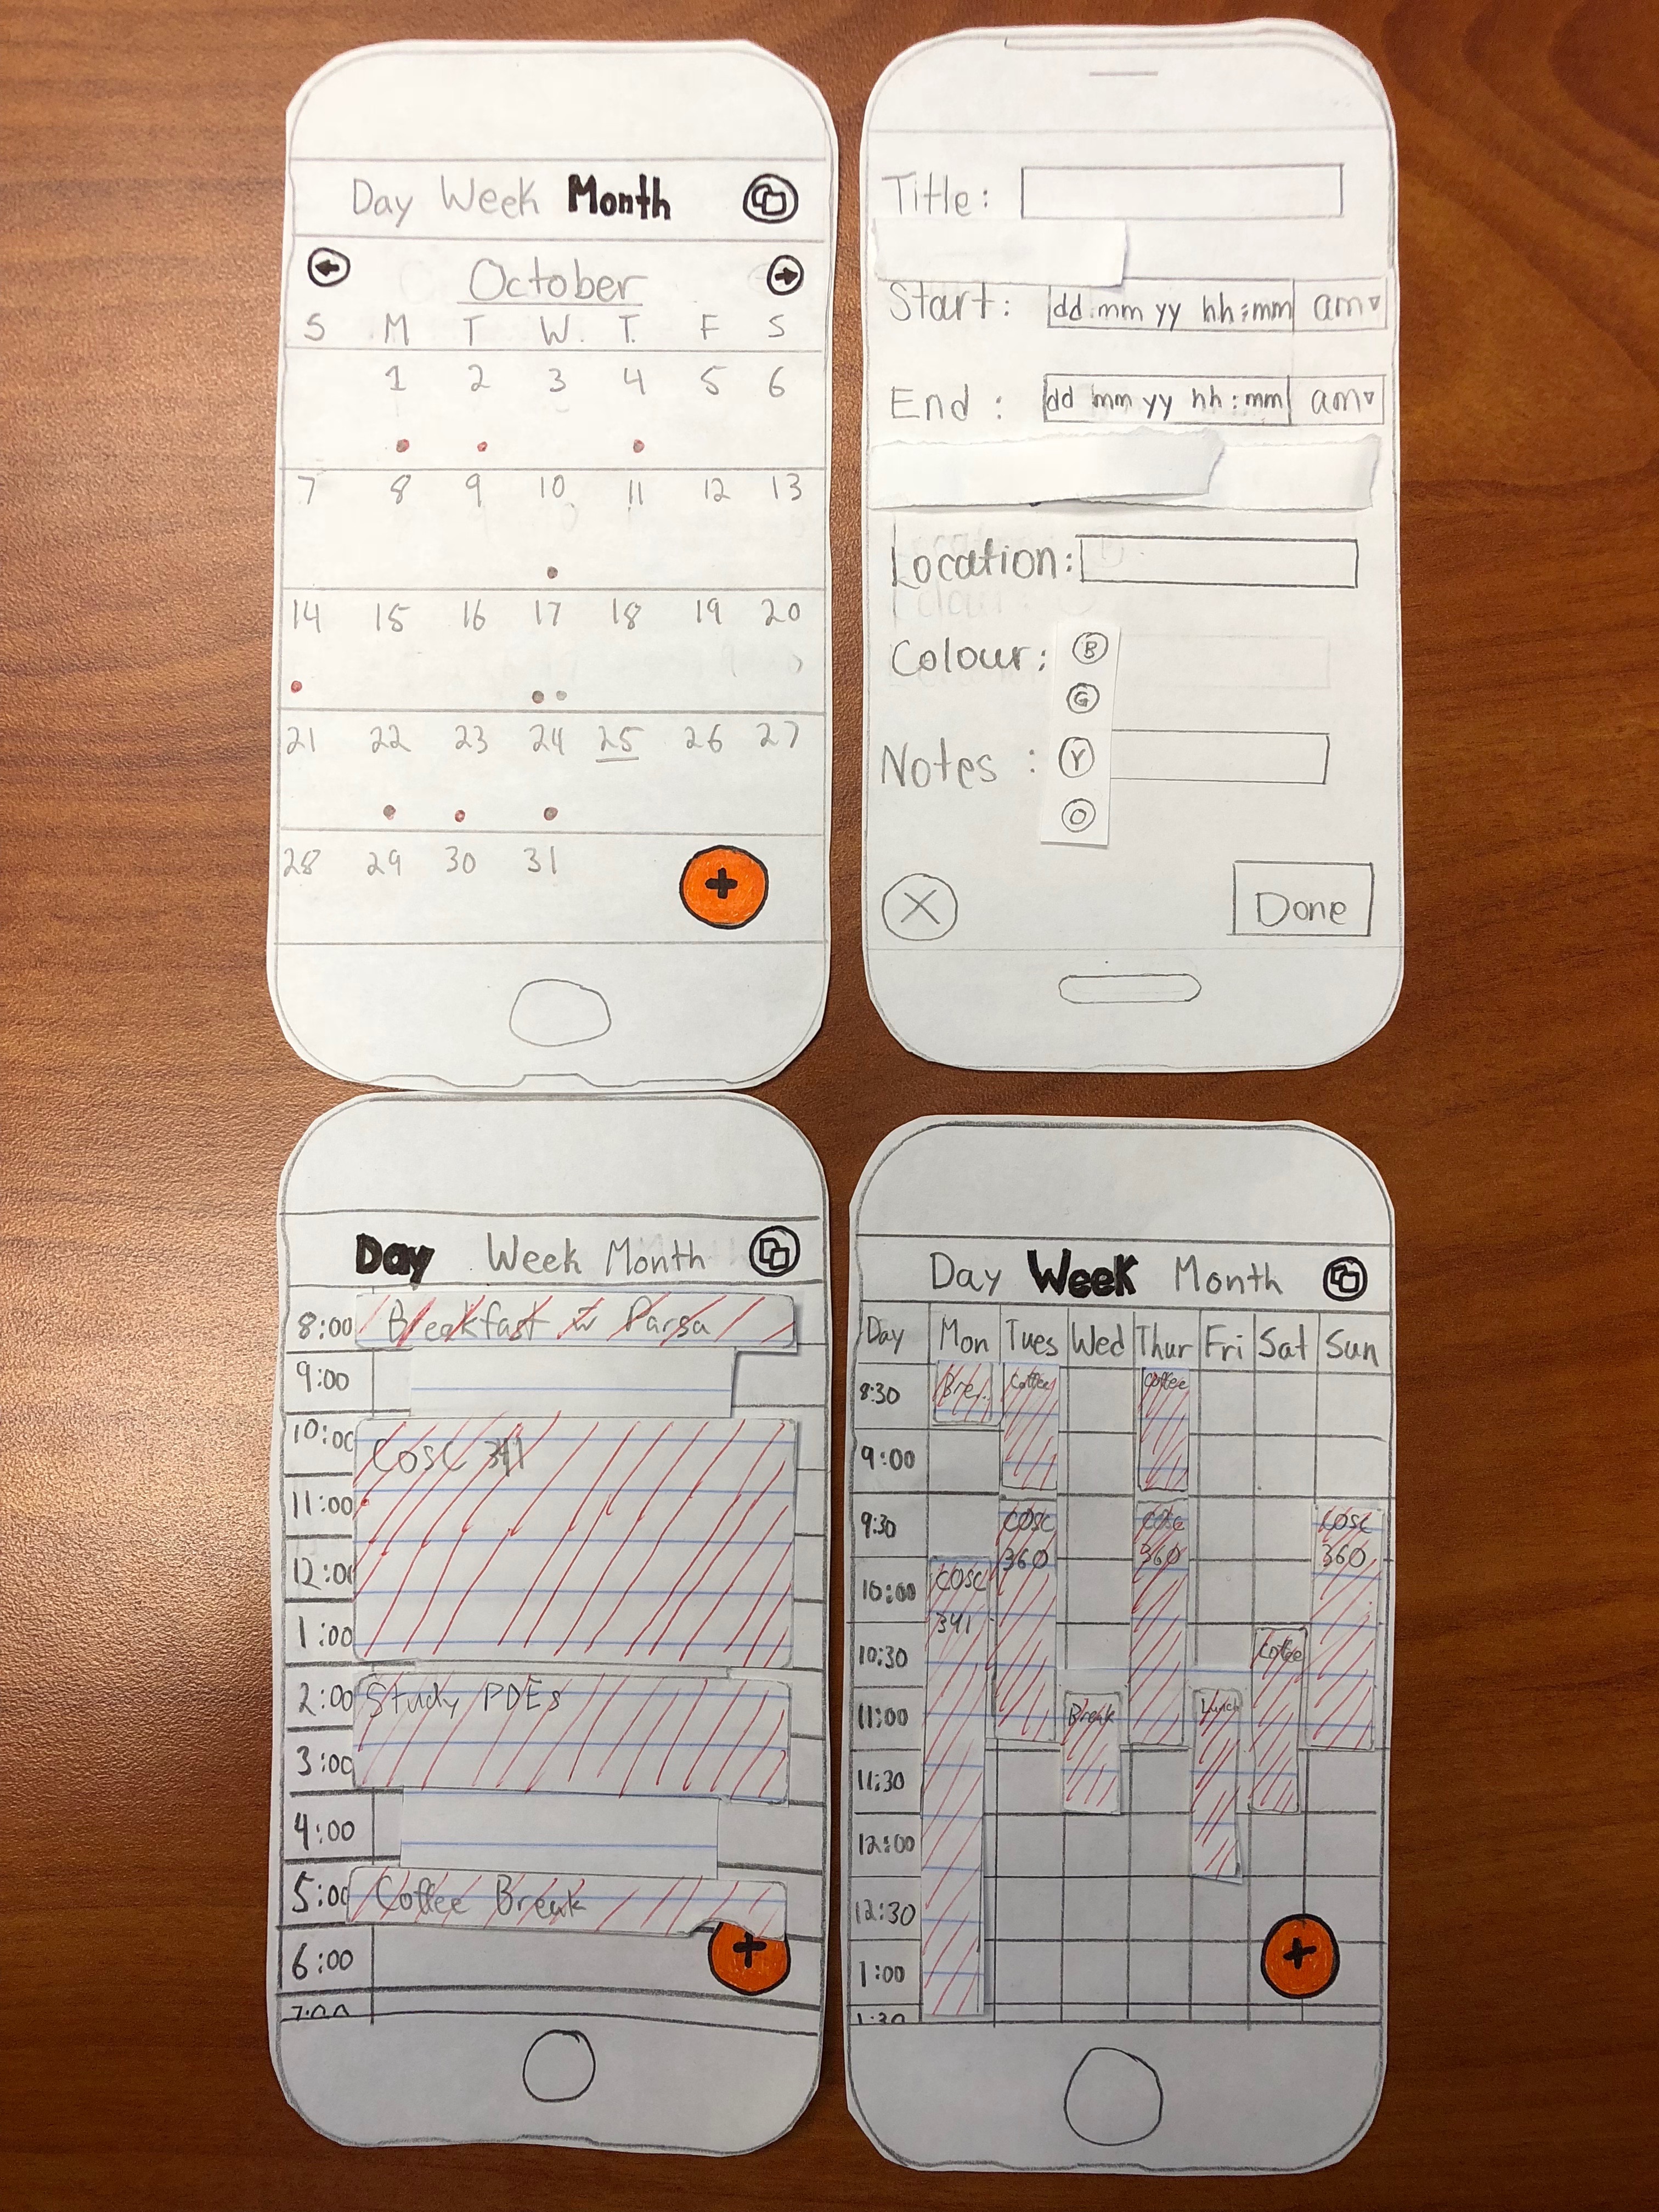 Day Week Month
October
S M T W. T. F S
1 2 3 4 5 6
7 8 9 10 11 12 13
14 15 16 17 18 19 20
21 22 23 24 25 26 27
28 29 30 31
+
Title:
Start: dd mm yy hh:mm am
End : dd mm yy hh:mm am
Location:
Colour: B
G
Notes : Y
O
X Done
Day Week Month
8:00 Breakfast w Parsa
9:00
10:00 COSC 341
11:00
12:00
1:00
2:00 Study PDEs
3:00
4:00
5:00 Coffee Break
6:00 +
7:00
Day Week Month
Day Mon Tues Wed Thur Fri Sat Sun
8:30 Bre.. Coffee Coffee
9:00
9:30 COSC COSC COSC
360 360 360
10:00 COSC
341
10:30 Coffee
11:00 Break Lunch
11:30
12:00
12:30
+
1:00
1:30